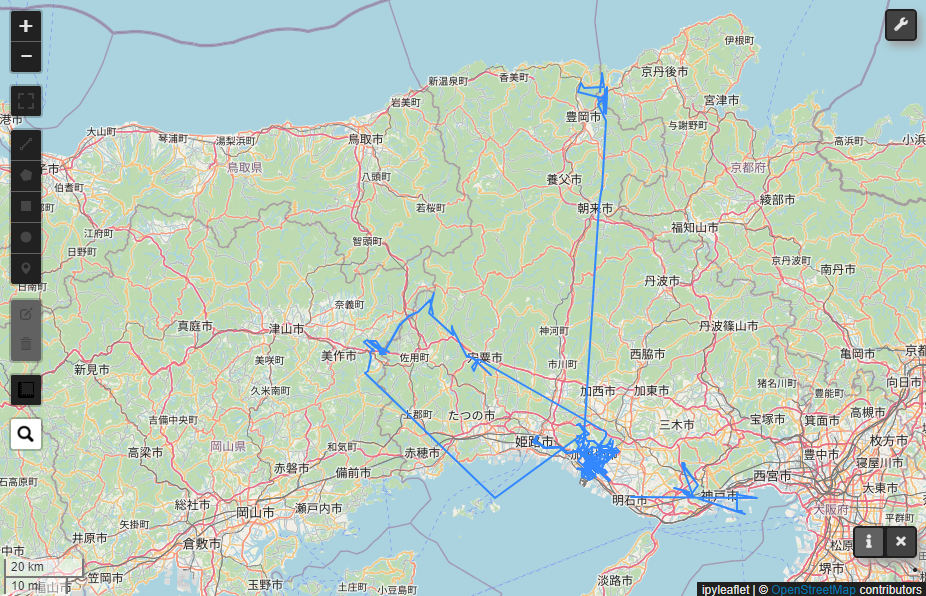 伊根町
京丹後市
香美町
新温泉町
岩美町
宮津市
豊岡市
与謝野町
大山町
琴浦町
湯梨浜町
鳥取市
高浜町
鳥取県
京都府
八頭町
養父市
伯耆町
綾部市
若桜町
朝来市
江府町
福知山市
智頭町
日野町
京丹波町
南丹市
日南町
丹波市
奈義町
真庭市
津山市
神河町
丹波篠山市
美作市
佐用町
宍粟市
西脇市
亀岡市
美咲町
市川町
新見市
向日市
久米南町
加西市
加東市
猪名川町
豊能町
上郡町
たつの市
高槻市
吉備中央町
宝塚市
箕面市
三木市
枚方市
姫路市
岡山県
和気町
高梁市
赤穂市
豊中市
寝屋川市
赤磐市
備前市
西宮市
石高原町
大東市
明石市
神戸市
総社市
瀬戸内市
大阪府
岡山市
平群町
矢掛町
井原市
倉敷市
松原
20 km
堺市
笠岡市
淡路市
10 mi
玉野市
土庄町
小豆島町
ipyleaflet | © OpenStreetMap contributors